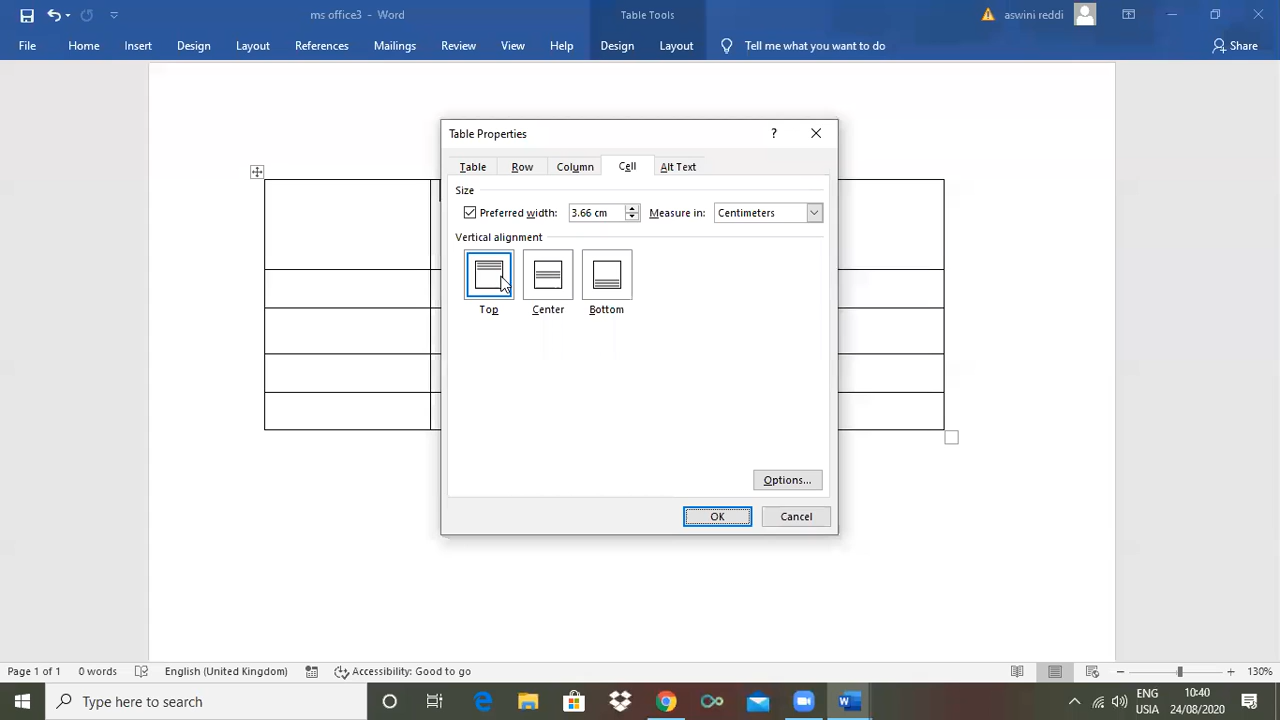 ms office3 - Word
Table Tools
aswini reddi
File Home Insert Design Layout References Mailings Review View Help Design Layout Tell me what you want to do Share
Table Properties
?
Table Row Column Cell Alt Text
Size
Preferred width: 3.66 cm Measure in: Centimeters
Vertical alignment
Top Center Bottom
Options...
OK Cancel
Page 1 of 1 0 words English (United Kingdom) Accessibility: Good to go 130%
Type here to search
ENG 10:40
USIA 24/08/2020